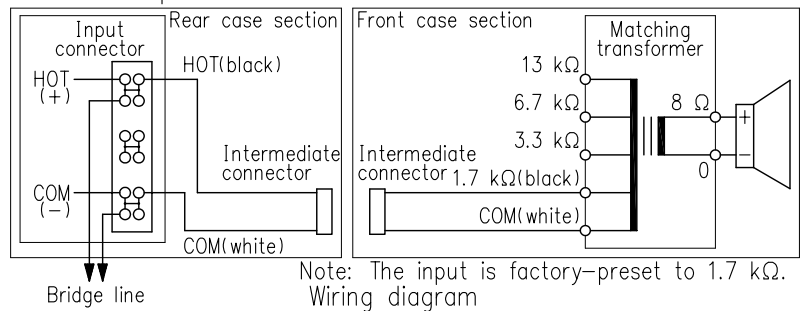 Rear case section
Input
connector
HOT
(+)
HOT(black)
Intermediate
connector
COM
(-)
COM(white)
Bridge line
Front case section
Matching
transformer
13 kΩ
6.7 kΩ
3.3 kΩ
Intermediate
connector
1.7 kΩ(black)
COM(white)
8 Ω
0
+
-
Note: The input is factory-preset to 1.7 kΩ.
Wiring diagram